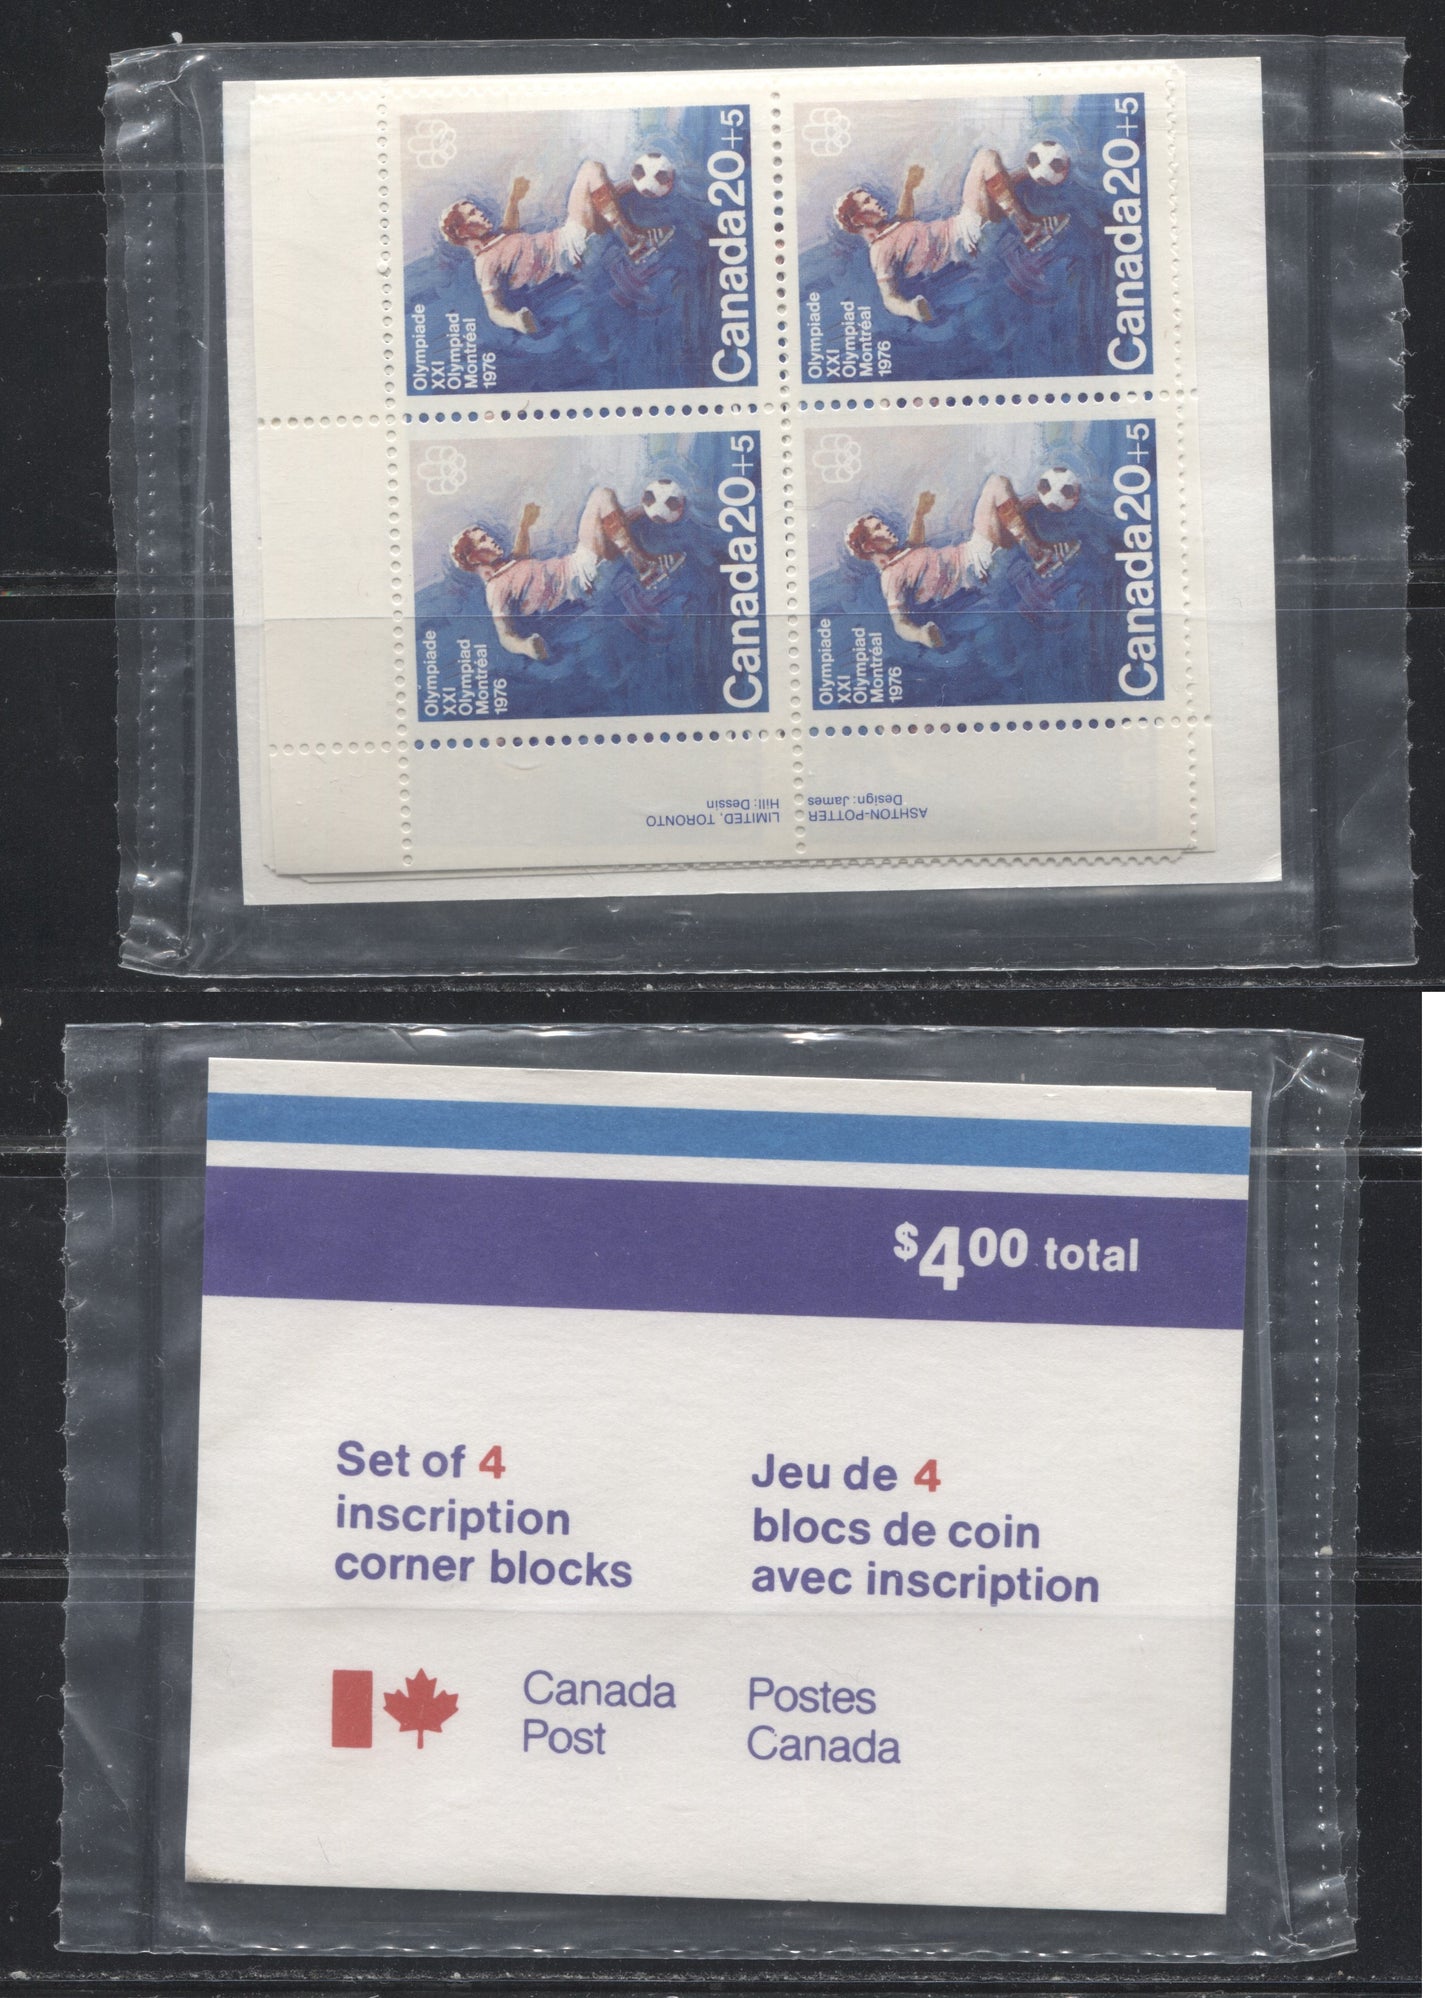 Olympiade
XXI
Olympiad
Montréal
1976
Canada20+5
Olympiade
XXI
Olympiad
Montréal
1976
Canada20+5
Olympiade
XXI
Olympiad
Montréal
1976
Canada20+5
Olympiade
XXI
Olympiad
Montréal
1976
Canada20+5
ASHTON-POTTER LIMITED, TORONTO
Design: James Hill: Dessin
$4.00 total
Set of 4
inscription
corner blocks
Jeu de 4
blocs de coin
avec inscription
Canada
Post
Postes
Canada